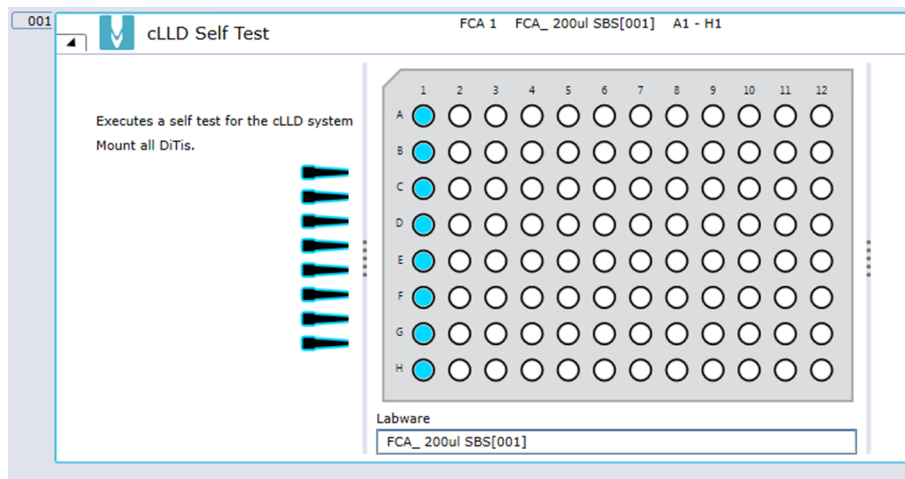 001
cLLD Self Test
FCA 1 FCA_ 200ul SBS[001] A1 - H1
Executes a self test for the cLLD system
Mount all DiTis.
1 2 3 4 5 6 7 8 9 10 11 12
A
B
C
D
E
F
G
H
Labware
FCA_ 200ul SBS[001]